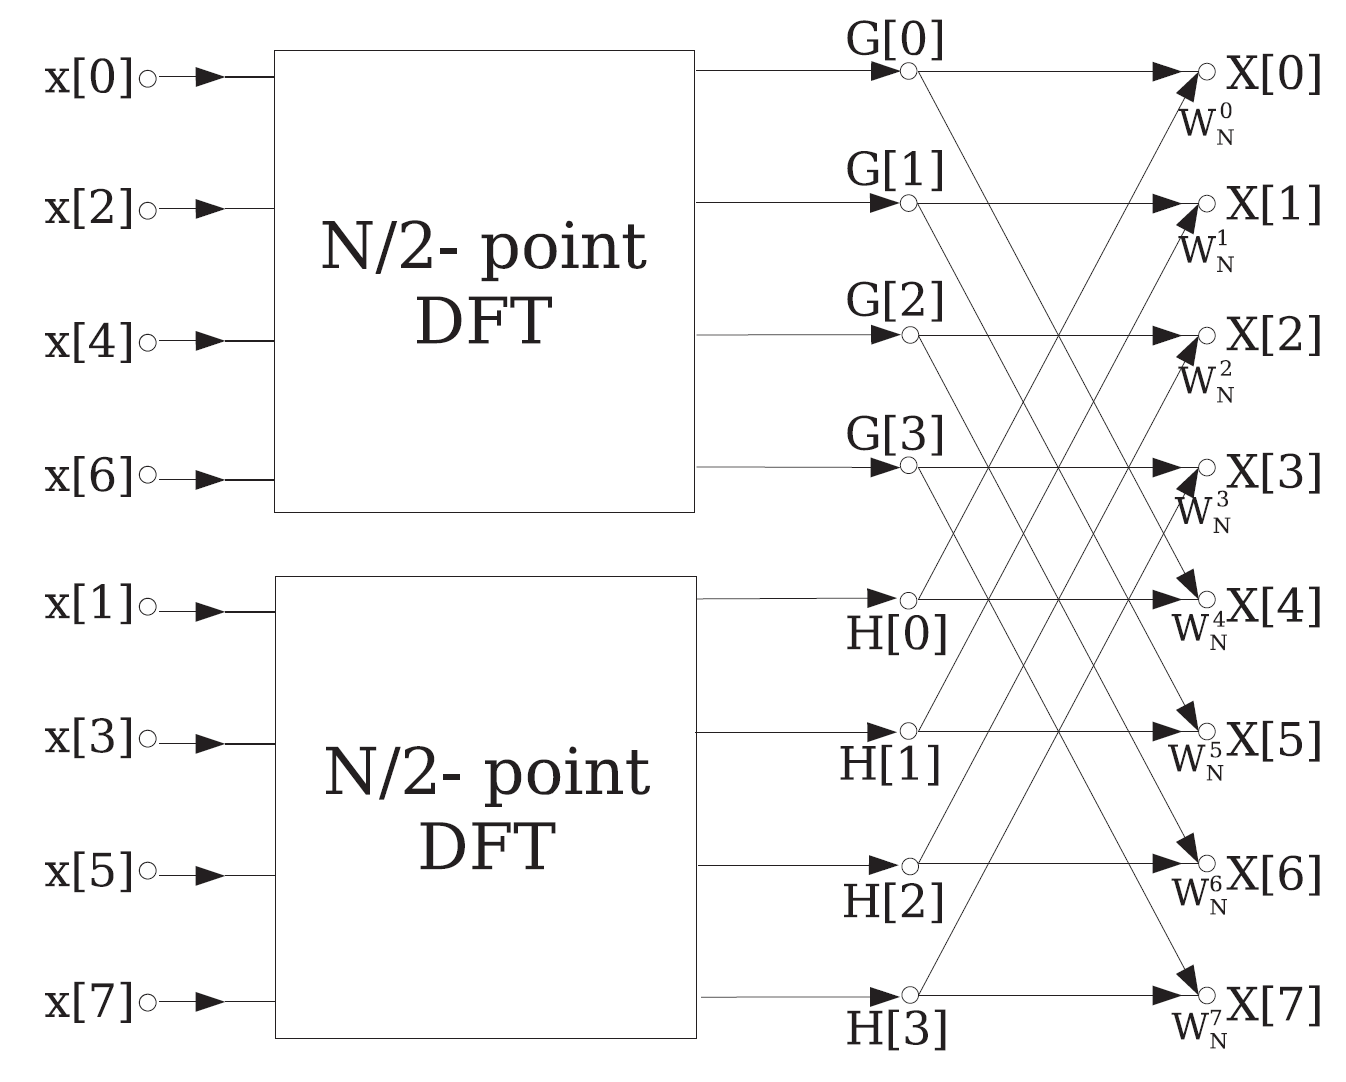 x[0]
x[2]
x[4]
x[6]
N/2- point
DFT
x[1]
x[3]
x[5]
x[7]
N/2- point
DFT
G[0]
G[1]
G[2]
G[3]
H[0]
H[1]
H[2]
H[3]
X[0]
W_N^0
X[1]
W_N^1
X[2]
W_N^2
X[3]
W_N^3
X[4]
W_N^4
X[5]
W_N^5
X[6]
W_N^6
X[7]
W_N^7